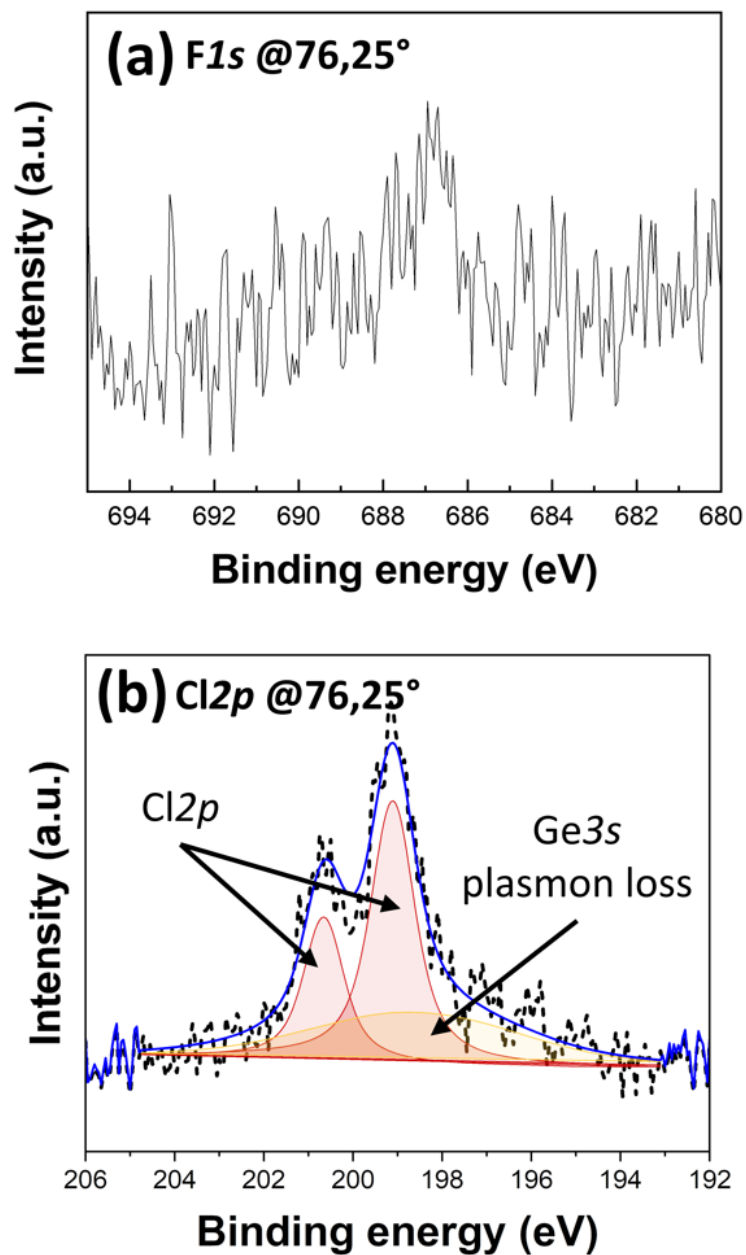 (a) F1s @76,25°
Intensity (a.u.)
694 692 690 688 686 684 682 680
Binding energy (eV)
(b) Cl2p @76,25°
Cl2p
Ge3s
plasmon loss
Intensity (a.u.)
206 204 202 200 198 196 194 192
Binding energy (eV)